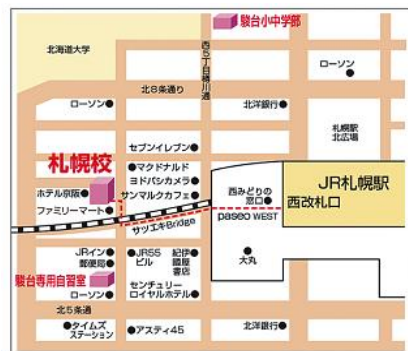 駿台小中学部
北海道大学
西5丁目樽川通
ローソン
北8条通り
ローソン
北洋銀行
札幌駅
北広場
セブンイレブン
札幌校
マクドナルド
ヨドバシカメラ
サンマルクカフェ
西みどりの
窓口
JR札幌駅
西改札口
ホテル京阪
ファミリーマート
paseo WEST
サツエキBridge
JRイン
郵便局
JR55
ビル
紀伊
國屋
書店
大丸
駿台専用自習室
ローソン
センチュリー
ロイヤルホテル
北5条通
タイムズ
ステーション
アスティ45
北洋銀行